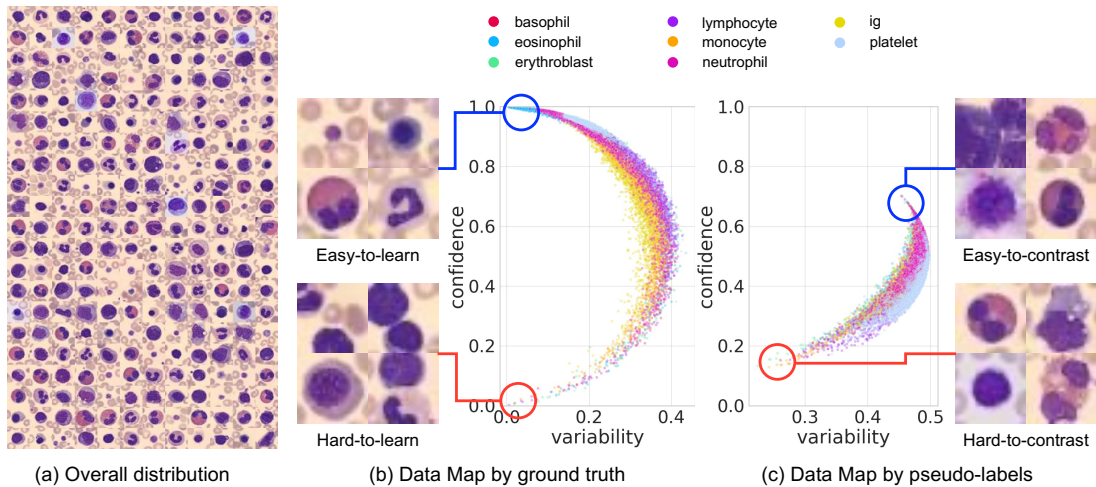 basophil
eosinophil
erythroblast
lymphocyte
monocyte
neutrophil
ig
platelet
Easy-to-learn
Hard-to-learn
confidence
1.0
0.8
0.6
0.4
0.2
0.0
0.0 0.2 0.4
variability
confidence
1.0
0.8
0.6
0.4
0.2
0.0
0.3 0.4 0.5
variability
Easy-to-contrast
Hard-to-contrast
(a) Overall distribution
(b) Data Map by ground truth
(c) Data Map by pseudo-labels